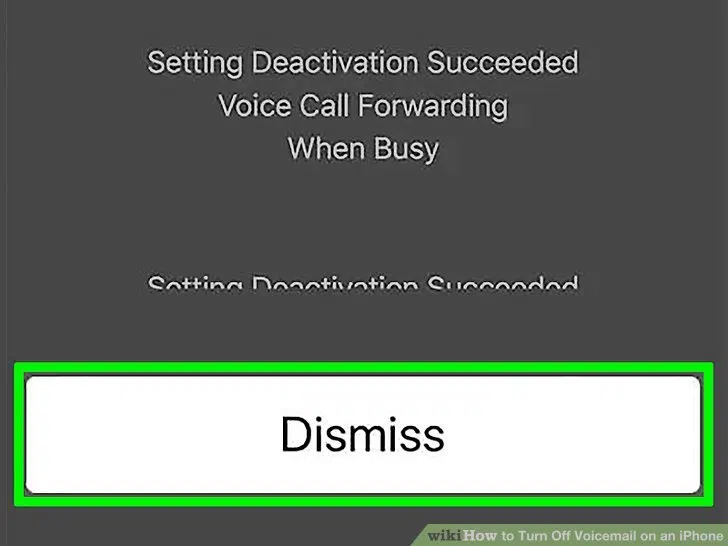 Setting Deactivation Succeeded
Voice Call Forwarding
When Busy
Setting Deactivation Succeeded
Dismiss
wikiHow to Turn Off Voicemail on an iPhone